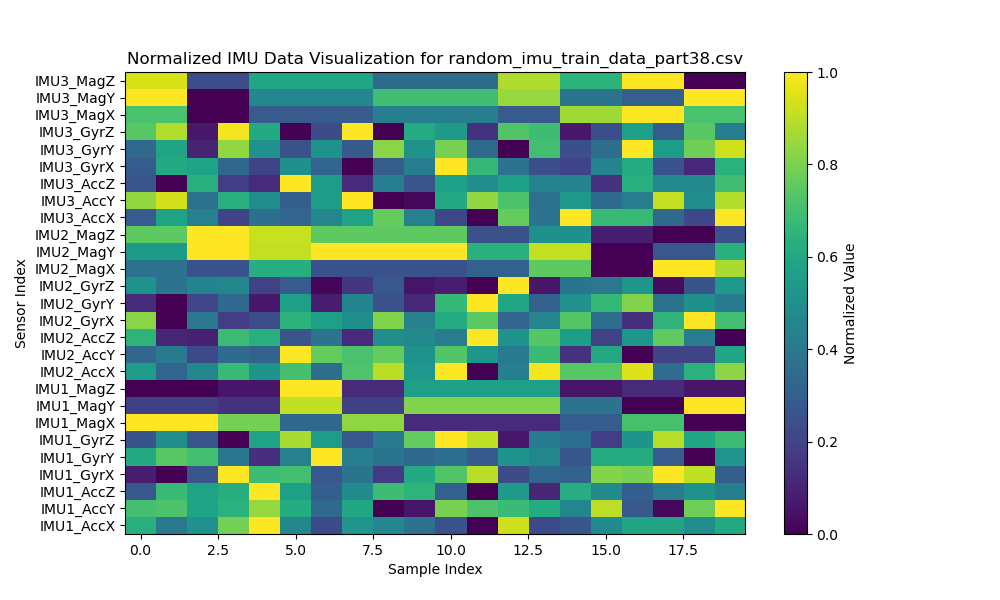 Normalized IMU Data Visualization for random_imu_train_data_part38.csv
IMU3_MagZ
IMU3_MagY
IMU3_MagX
IMU3_GyrZ
IMU3_GyrY
IMU3_GyrX
IMU3_AccZ
IMU3_AccY
IMU3_AccX
IMU2_MagZ
IMU2_MagY
IMU2_MagX
IMU2_GyrZ
IMU2_GyrY
IMU2_GyrX
IMU2_AccZ
IMU2_AccY
IMU2_AccX
IMU1_MagZ
IMU1_MagY
IMU1_MagX
IMU1_GyrZ
IMU1_GyrY
IMU1_GyrX
IMU1_AccZ
IMU1_AccY
IMU1_AccX
Sensor Index
0.0 2.5 5.0 7.5 10.0 12.5 15.0 17.5
Sample Index
1.0
0.8
0.6
0.4
0.2
0.0
Normalized Value